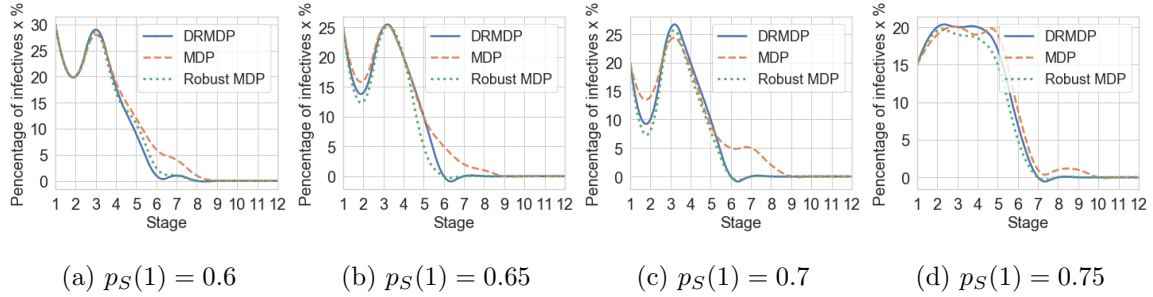 Pencentage of infectives x %
30
25
20
15
10
5
0
DRMDP
MDP
Robust MDP
1 2 3 4 5 6 7 8 9 10 11 12
Stage
(a) p_S(1) = 0.6
Pencentage of infectives x %
25
20
15
10
5
0
DRMDP
MDP
Robust MDP
1 2 3 4 5 6 7 8 9 10 11 12
Stage
(b) p_S(1) = 0.65
Pencentage of infectives x %
25
20
15
10
5
0
DRMDP
MDP
Robust MDP
1 2 3 4 5 6 7 8 9 10 11 12
Stage
(c) p_S(1) = 0.7
Pencentage of infectives x %
20
15
10
5
0
DRMDP
MDP
Robust MDP
1 2 3 4 5 6 7 8 9 10 11 12
Stage
(d) p_S(1) = 0.75